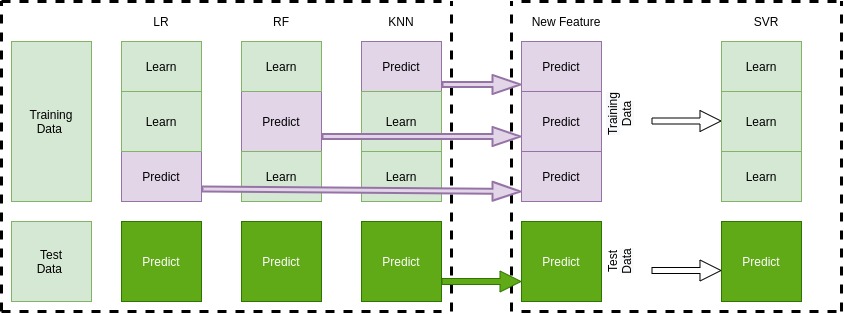 LR RF KNN New Feature SVR
Training
Data
Learn Learn Predict Predict Learn
Learn Predict Learn Predict Learn
Predict Learn Learn Predict Learn
Training
Data
Test
Data
Predict Predict Predict Predict Predict
Test
Data